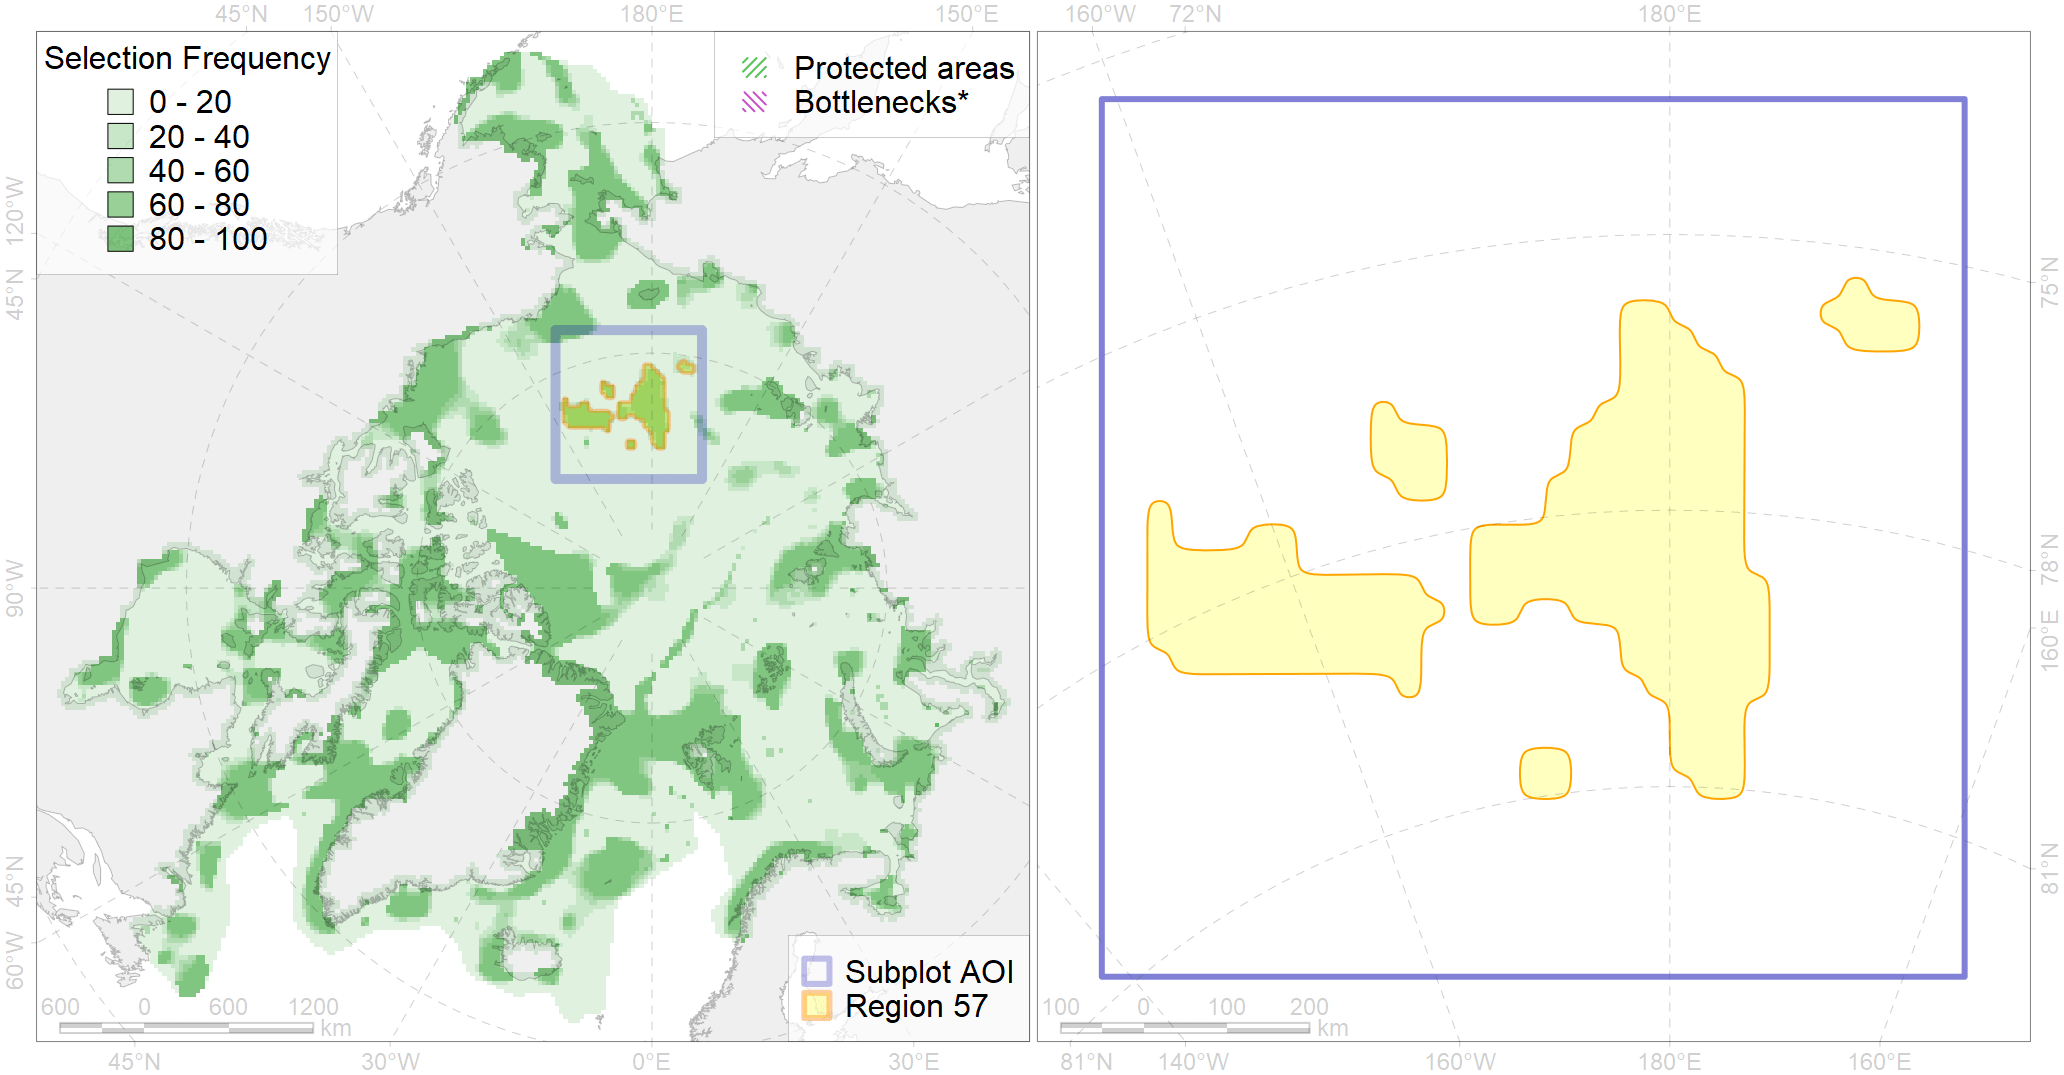 45°N 150°W 180°E 150°E 160°W 72°N 180°E
Selection Frequency
0 - 20
20 - 40
40 - 60
60 - 80
80 - 100
Protected areas
Bottlenecks*
120°W
45°N
90°W
45°N
60°W
75°N
78°N
160°E
81°N
Subplot AOI
Region 57
600 0 600 1200
km
100 0 100 200
km
45°N 30°W 0°E 30°E 81°N 140°W 160°W 180°E 160°E